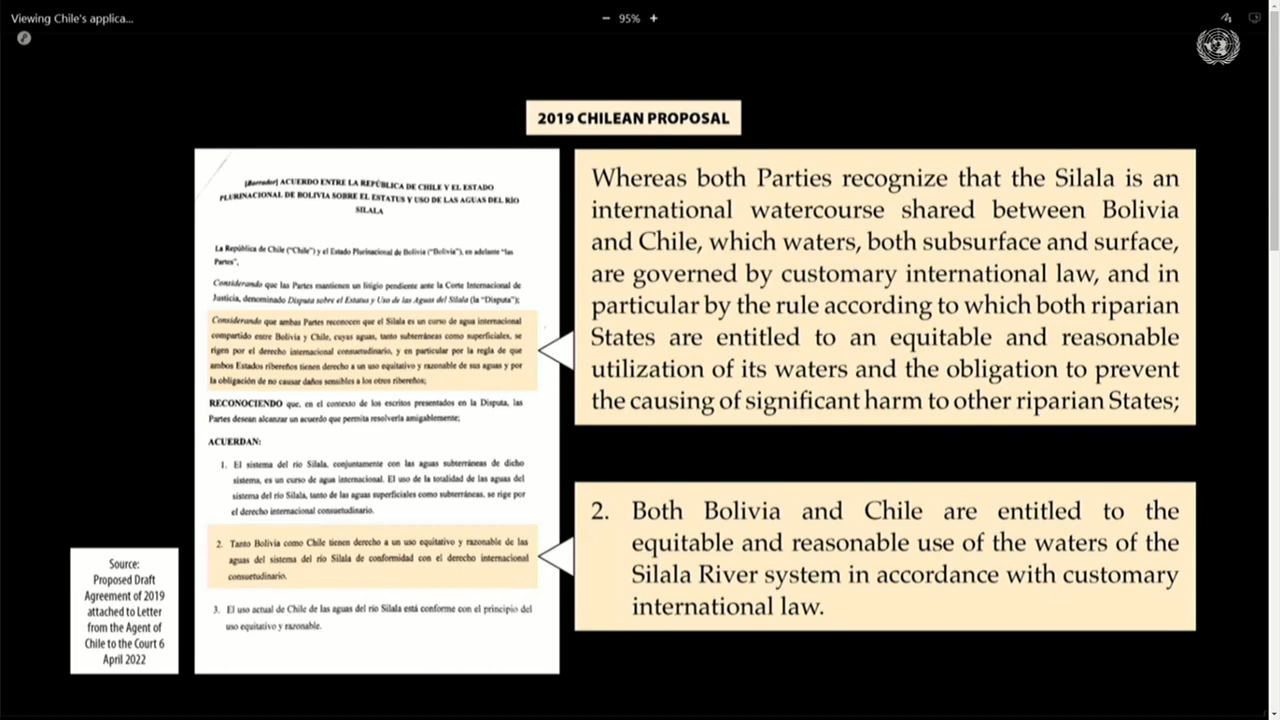 Viewing Chile's applica...
− 95% +
2019 CHILEAN PROPOSAL
[Borrador] ACUERDO ENTRE LA REPÚBLICA DE CHILE Y EL ESTADO
PLURINACIONAL DE BOLIVIA SOBRE EL ESTATUS Y USO DE LAS AGUAS DEL RÍO
SILALA
La República de Chile ("Chile") y el Estado Plurinacional de Bolivia ("Bolivia"), en adelante "las
Partes",
Considerando que las Partes mantienen un litigio pendiente ante la Corte Internacional de
Justicia, denominado Disputa sobre el Estatus y Uso de las Aguas del Silala (la "Disputa");
Considerando que ambas Partes reconocen que el Silala es un curso de agua internacional
compartido entre Bolivia y Chile, cuyas aguas, tanto subterráneas como superficiales, se
rigen por el derecho internacional consuetudinario, y en particular por la regla de que
ambos Estados ribereños tienen derecho a un uso equitativo y razonable de sus aguas y por
la obligación de no causar daños sensibles a los otros ribereños;
RECONOCIENDO que, en el contexto de los escritos presentados en la Disputa, las
Partes desean alcanzar un acuerdo que permita resolverla amigablemente;
ACUERDAN:
1. El sistema del río Silala, conjuntamente con las aguas subterráneas de dicho
sistema, es un curso de agua internacional. El uso de la totalidad de las aguas del
sistema del río Silala, tanto de las aguas superficiales como subterráneas, se rige por
el derecho internacional consuetudinario.
2. Tanto Bolivia como Chile tienen derecho a un uso equitativo y razonable de las
aguas del sistema del río Silala de conformidad con el derecho internacional
consuetudinario.
3. El uso actual de Chile de las aguas del río Silala está conforme con el principio del
uso equitativo y razonable.
Whereas both Parties recognize that the Silala is an
international watercourse shared between Bolivia
and Chile, which waters, both subsurface and surface,
are governed by customary international law, and in
particular by the rule according to which both riparian
States are entitled to an equitable and reasonable
utilization of its waters and the obligation to prevent
the causing of significant harm to other riparian States;
2. Both Bolivia and Chile are entitled to the
equitable and reasonable use of the waters of the
Silala River system in accordance with customary
international law.
Source:
Proposed Draft
Agreement of 2019
attached to Letter
from the Agent of
Chile to the Court 6
April 2022